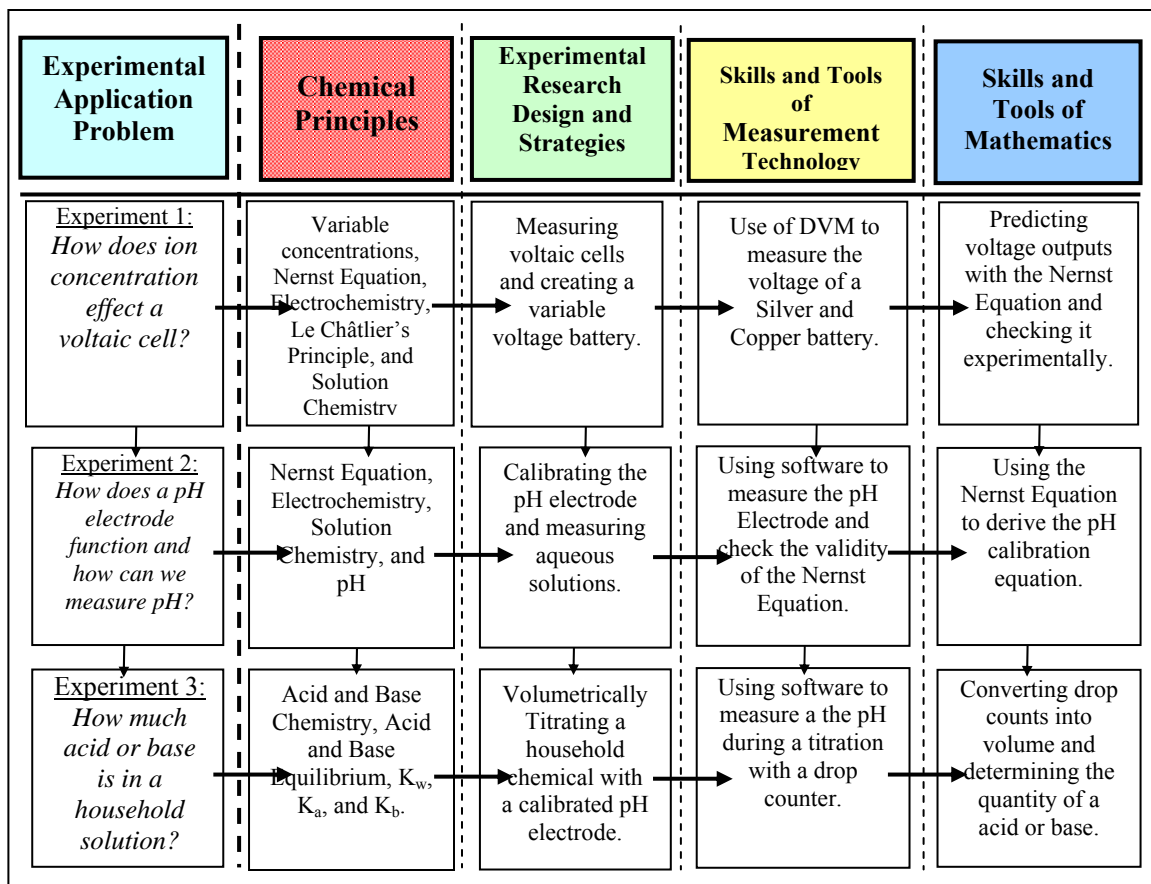 Experimental
Application
Problem
Chemical
Principles
Experimental
Research
Design and
Strategies
Skills and Tools
of
Measurement
Technology
Skills and
Tools of
Mathematics
Experiment 1:
How does ion
concentration
effect a
voltaic cell?
Variable
concentrations,
Nernst Equation,
Electrochemistry,
Le Châtlier’s
Principle, and
Solution
Chemistry
Measuring
voltaic cells
and creating a
variable
voltage battery.
Use of DVM to
measure the
voltage of a
Silver and
Copper battery.
Predicting
voltage outputs
with the Nernst
Equation and
checking it
experimentally.
Experiment 2:
How does a pH
electrode
function and
how can we
measure pH?
Nernst Equation,
Electrochemistry,
Solution
Chemistry, and
pH
Calibrating the
pH electrode
and measuring
aqueous
solutions.
Using software to
measure the pH
Electrode and
check the validity
of the Nernst
Equation.
Using the
Nernst Equation
to derive the pH
calibration
equation.
Experiment 3:
How much
acid or base
is in a
household
solution?
Acid and Base
Chemistry, Acid
and Base
Equilibrium, Kw,
Ka, and Kb.
Volumetrically
Titrating a
household
chemical with
a calibrated pH
electrode.
Using software to
measure a the pH
during a titration
with a drop
counter.
Converting drop
counts into
volume and
determining the
quantity of a
acid or base.